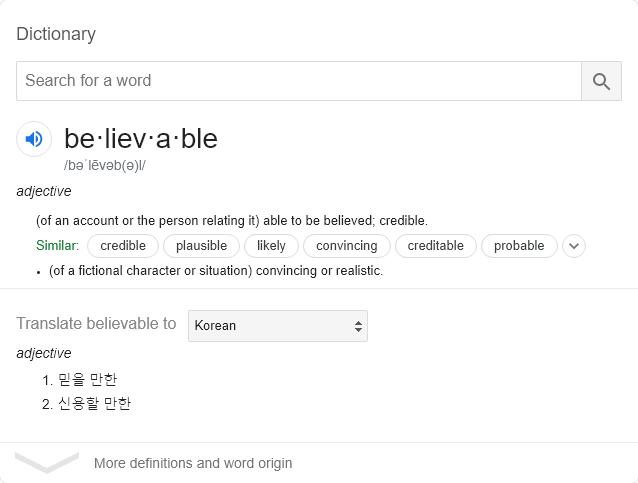 Dictionary
Search for a word
be·liev·a·ble
/bəˈlēvəb(ə)l/
adjective
(of an account or the person relating it) able to be believed; credible.
Similar: credible plausible likely convincing creditable probable
• (of a fictional character or situation) convincing or realistic.
Translate believable to Korean
adjective
1. 믿을 만한
2. 신용할 만한
More definitions and word origin